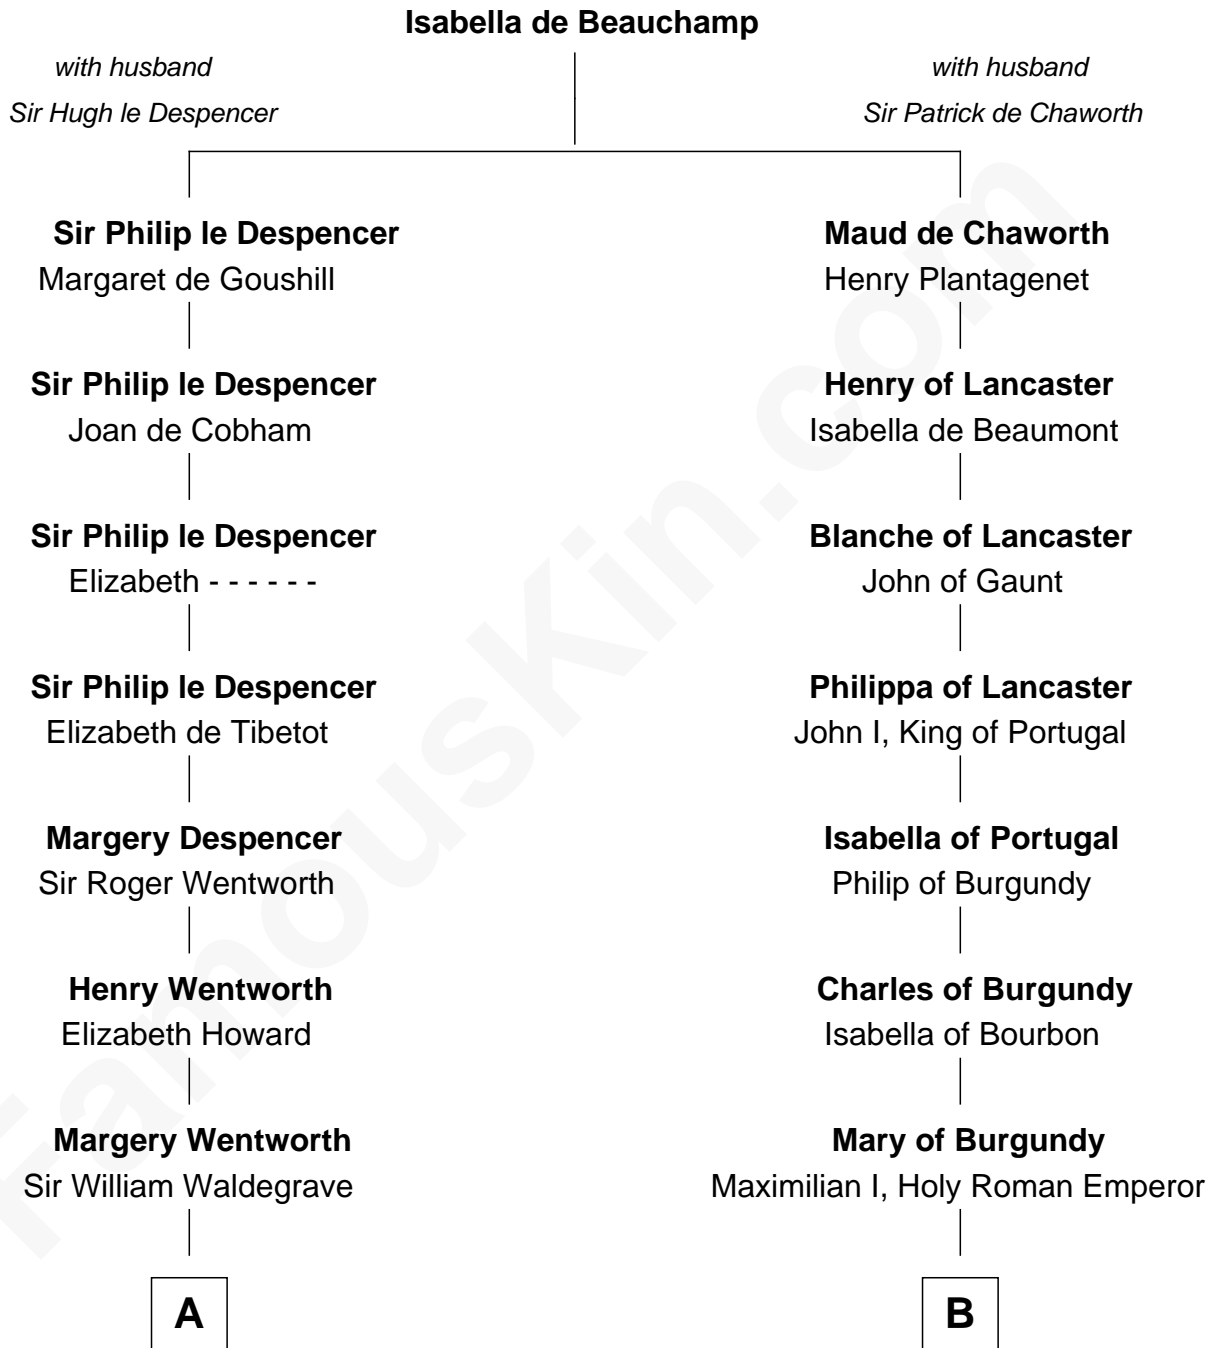 Isabella de Beauchamp
with husband
Sir Hugh le Despencer
with husband
Sir Patrick de Chaworth
Sir Philip le Despencer
Margaret de Goushill
Maud de Chaworth
Henry Plantagenet
Sir Philip le Despencer
Joan de Cobham
Henry of Lancaster
Isabella de Beaumont
Sir Philip le Despencer
Elizabeth - - - - - -
Blanche of Lancaster
John of Gaunt
Sir Philip le Despencer
Elizabeth de Tibetot
Philippa of Lancaster
John I, King of Portugal
Margery Despencer
Sir Roger Wentworth
Isabella of Portugal
Philip of Burgundy
Henry Wentworth
Elizabeth Howard
Charles of Burgundy
Isabella of Bourbon
Margery Wentworth
Sir William Waldegrave
Mary of Burgundy
Maximilian I, Holy Roman Emperor
A
B
FamousKin.com